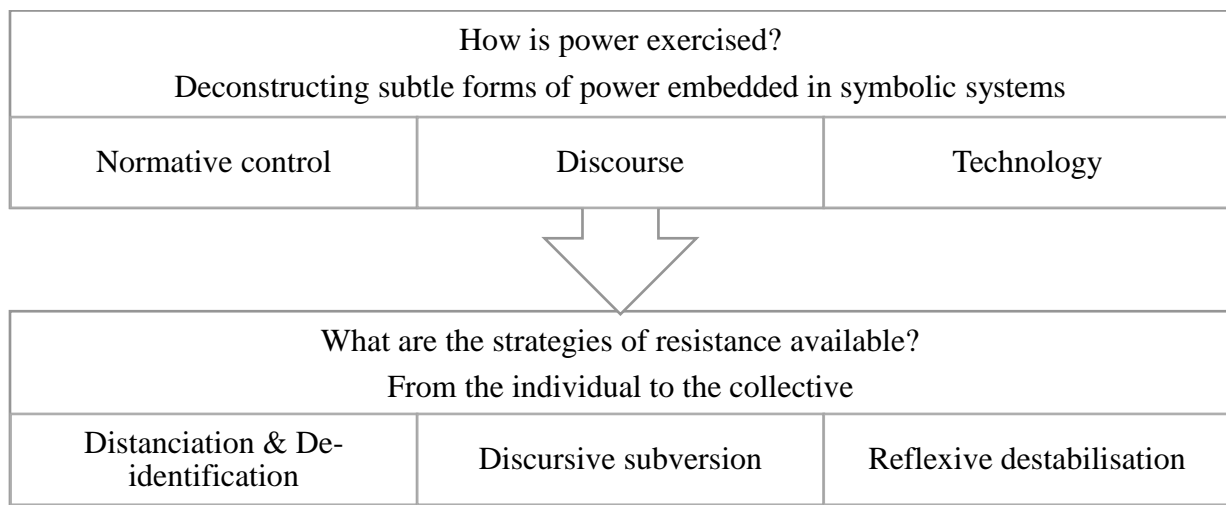 How is power exercised?
Deconstructing subtle forms of power embedded in symbolic systems
Normative control
Discourse
Technology
What are the strategies of resistance available?
From the individual to the collective
Distanciation & De-
identification
Discursive subversion
Reflexive destabilisation